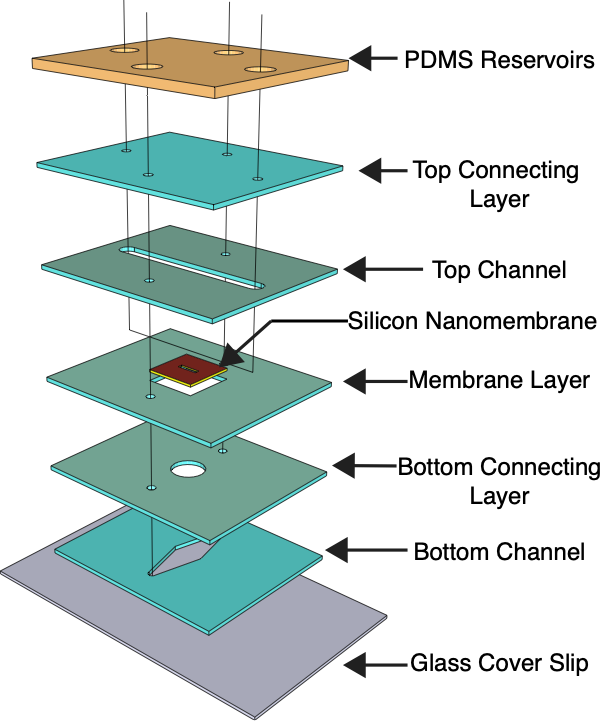 PDMS Reservoirs
Top Connecting
Layer
Top Channel
Silicon Nanomembrane
Membrane Layer
Bottom Connecting
Layer
Bottom Channel
Glass Cover Slip